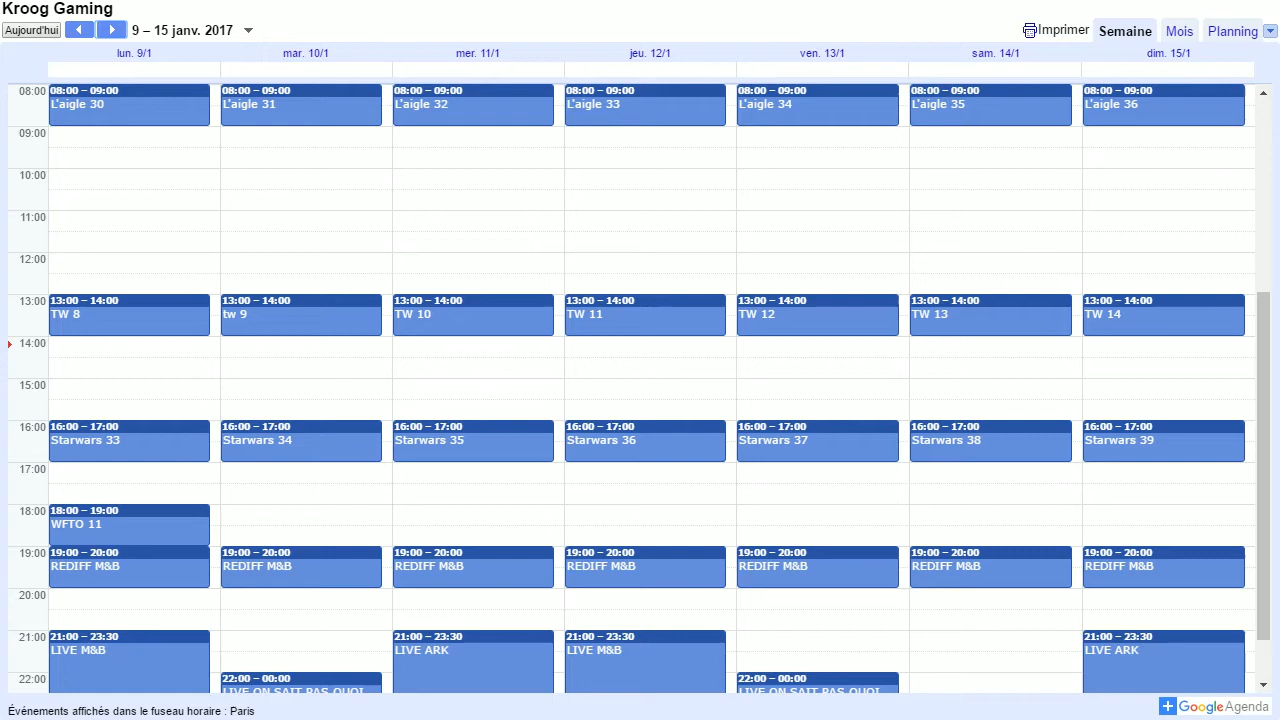 Kroog Gaming
Aujourd'hui 9 – 15 janv. 2017 Imprimer Semaine Mois Planning
lun. 9/1 mar. 10/1 mer. 11/1 jeu. 12/1 ven. 13/1 sam. 14/1 dim. 15/1
08:00 08:00 – 09:00 08:00 – 09:00 08:00 – 09:00 08:00 – 09:00 08:00 – 09:00 08:00 – 09:00 08:00 – 09:00
L'aigle 30 L'aigle 31 L'aigle 32 L'aigle 33 L'aigle 34 L'aigle 35 L'aigle 36
09:00
10:00
11:00
12:00
13:00 13:00 – 14:00 13:00 – 14:00 13:00 – 14:00 13:00 – 14:00 13:00 – 14:00 13:00 – 14:00 13:00 – 14:00
TW 8 tw 9 TW 10 TW 11 TW 12 TW 13 TW 14
14:00
15:00
16:00 16:00 – 17:00 16:00 – 17:00 16:00 – 17:00 16:00 – 17:00 16:00 – 17:00 16:00 – 17:00 16:00 – 17:00
Starwars 33 Starwars 34 Starwars 35 Starwars 36 Starwars 37 Starwars 38 Starwars 39
17:00
18:00 18:00 – 19:00
WFTO 11
19:00 19:00 – 20:00 19:00 – 20:00 19:00 – 20:00 19:00 – 20:00 19:00 – 20:00 19:00 – 20:00 19:00 – 20:00
REDIFF M&B REDIFF M&B REDIFF M&B REDIFF M&B REDIFF M&B REDIFF M&B REDIFF M&B
20:00
21:00 21:00 – 23:30 21:00 – 23:30 21:00 – 23:30 21:00 – 23:30
LIVE M&B LIVE ARK LIVE M&B LIVE ARK
22:00 22:00 – 00:00 22:00 – 00:00
LIVE ON SAIT PAS QUOI LIVE ON SAIT PAS QUOI
Événements affichés dans le fuseau horaire : Paris Google Agenda